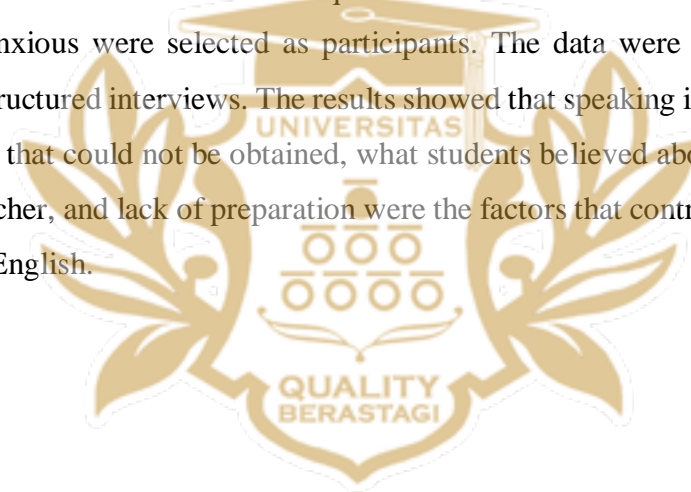 nxious were selected as participants. The data were
ructured interviews. The results showed that speaking i
UNIVERSITAS
that could not be obtained, what students believed abo
cher, and lack of preparation were the factors that contr
English.
QUALITY
BERASTAGI